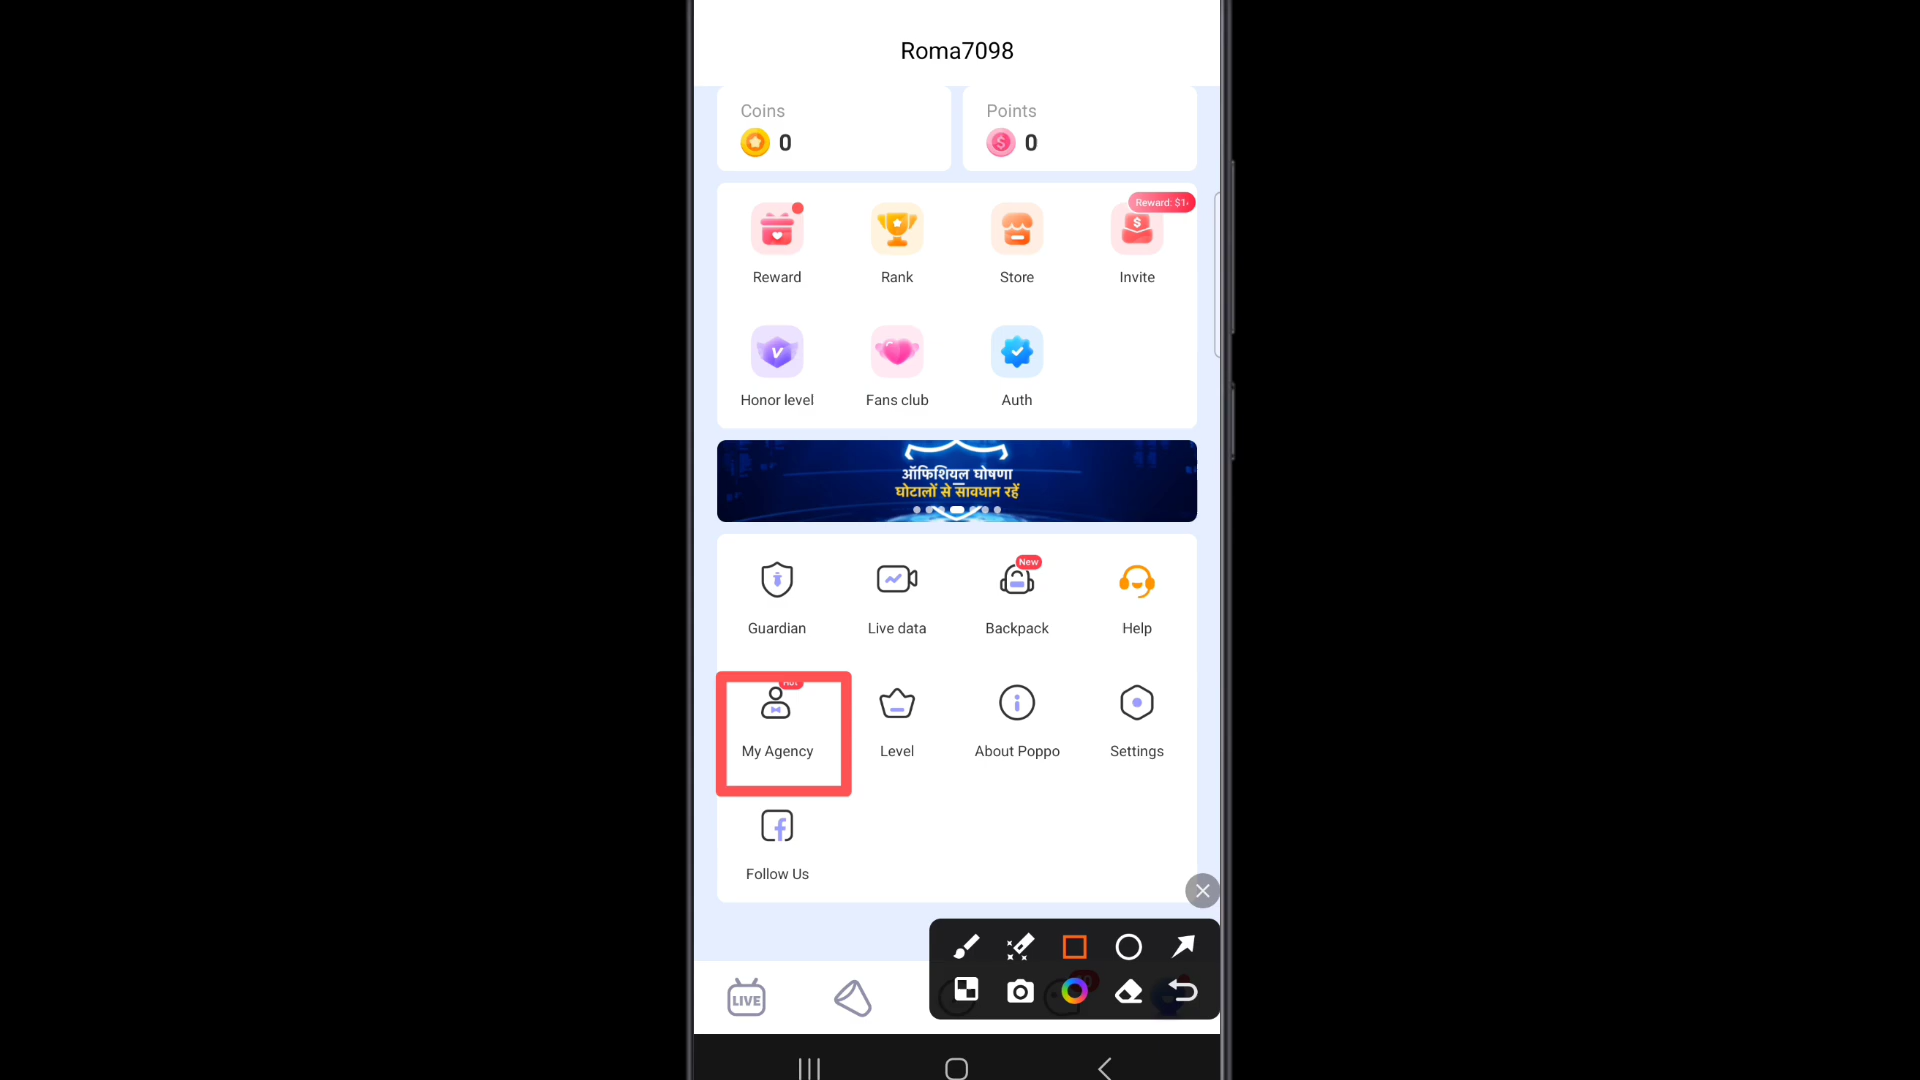 Roma7098
Coins
Points
0
0
Reward: $1
Reward
Rank
Store
Invite
Honor level
Fans club
Auth
ऑफिशियल घोषणा
घोटालों से सावधान रहें
New
Guardian
Live data
Backpack
Help
Hot
My Agency
Level
About Poppo
Settings
Follow Us
LIVE